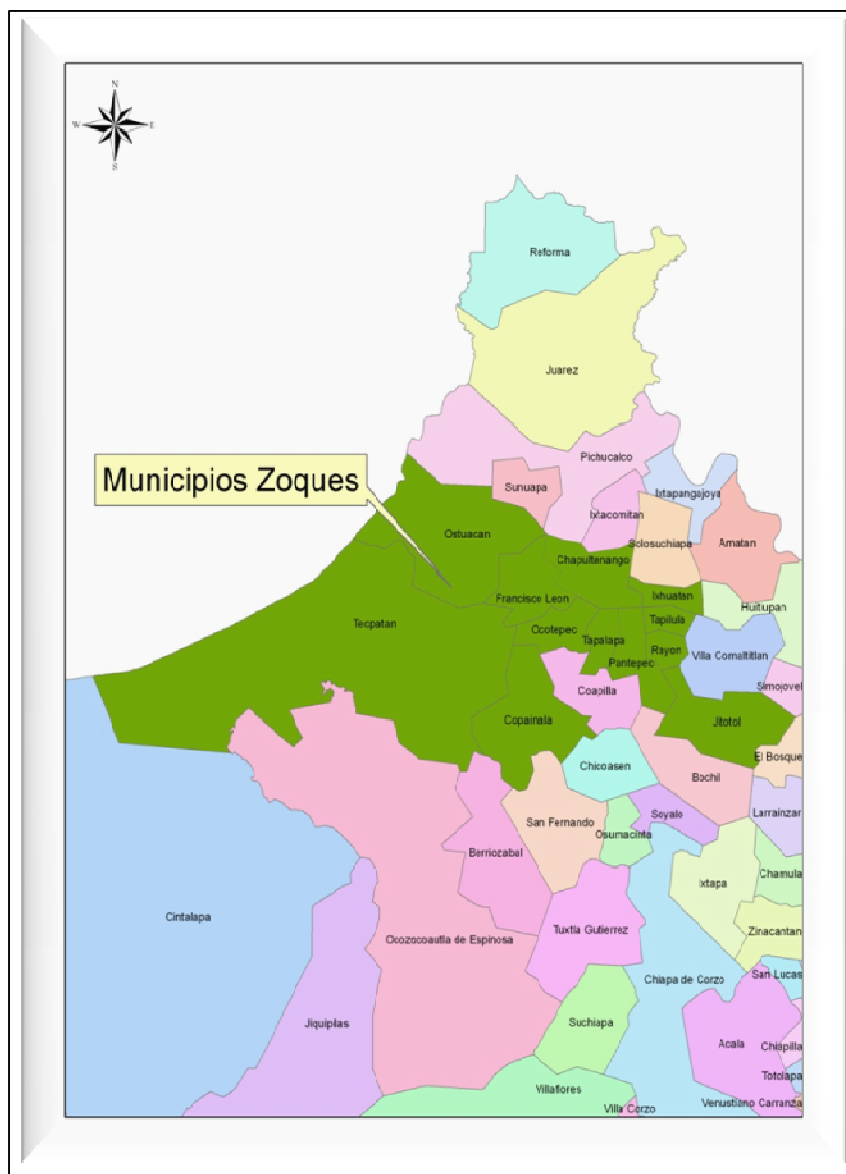 N
W E
S
Reforma
Juarez
Pichucalco
Municipios Zoques
Sunuapa
Ixtapangajoya
Ixtacomitan
Ostuacan
Solosuchiapa
Amatan
Chapultenango
Francisco Leon
Ixhuatan
Huitiupan
Tecpatan
Ocotepec
Tapilula
Tapalapa
Rayon
Villa Comaltitlan
Pantepec
Simojovel
Coapilla
Copainala
Jitotol
El Bosque
Chicoasen
Bochil
San Fernando
Soyalo
Larrainzar
Osumacinta
Berriozabal
Chamula
Ixtapa
Cintalapa
Tuxtla Gutierrez
Zinacantan
Ocozocoautla de Espinosa
San Lucas
Chiapa de Corzo
Jiquipilas
Suchiapa
Acala
Chiapilla
Totolapa
Villaflores
Venustiano Carranza
Villa Corzo